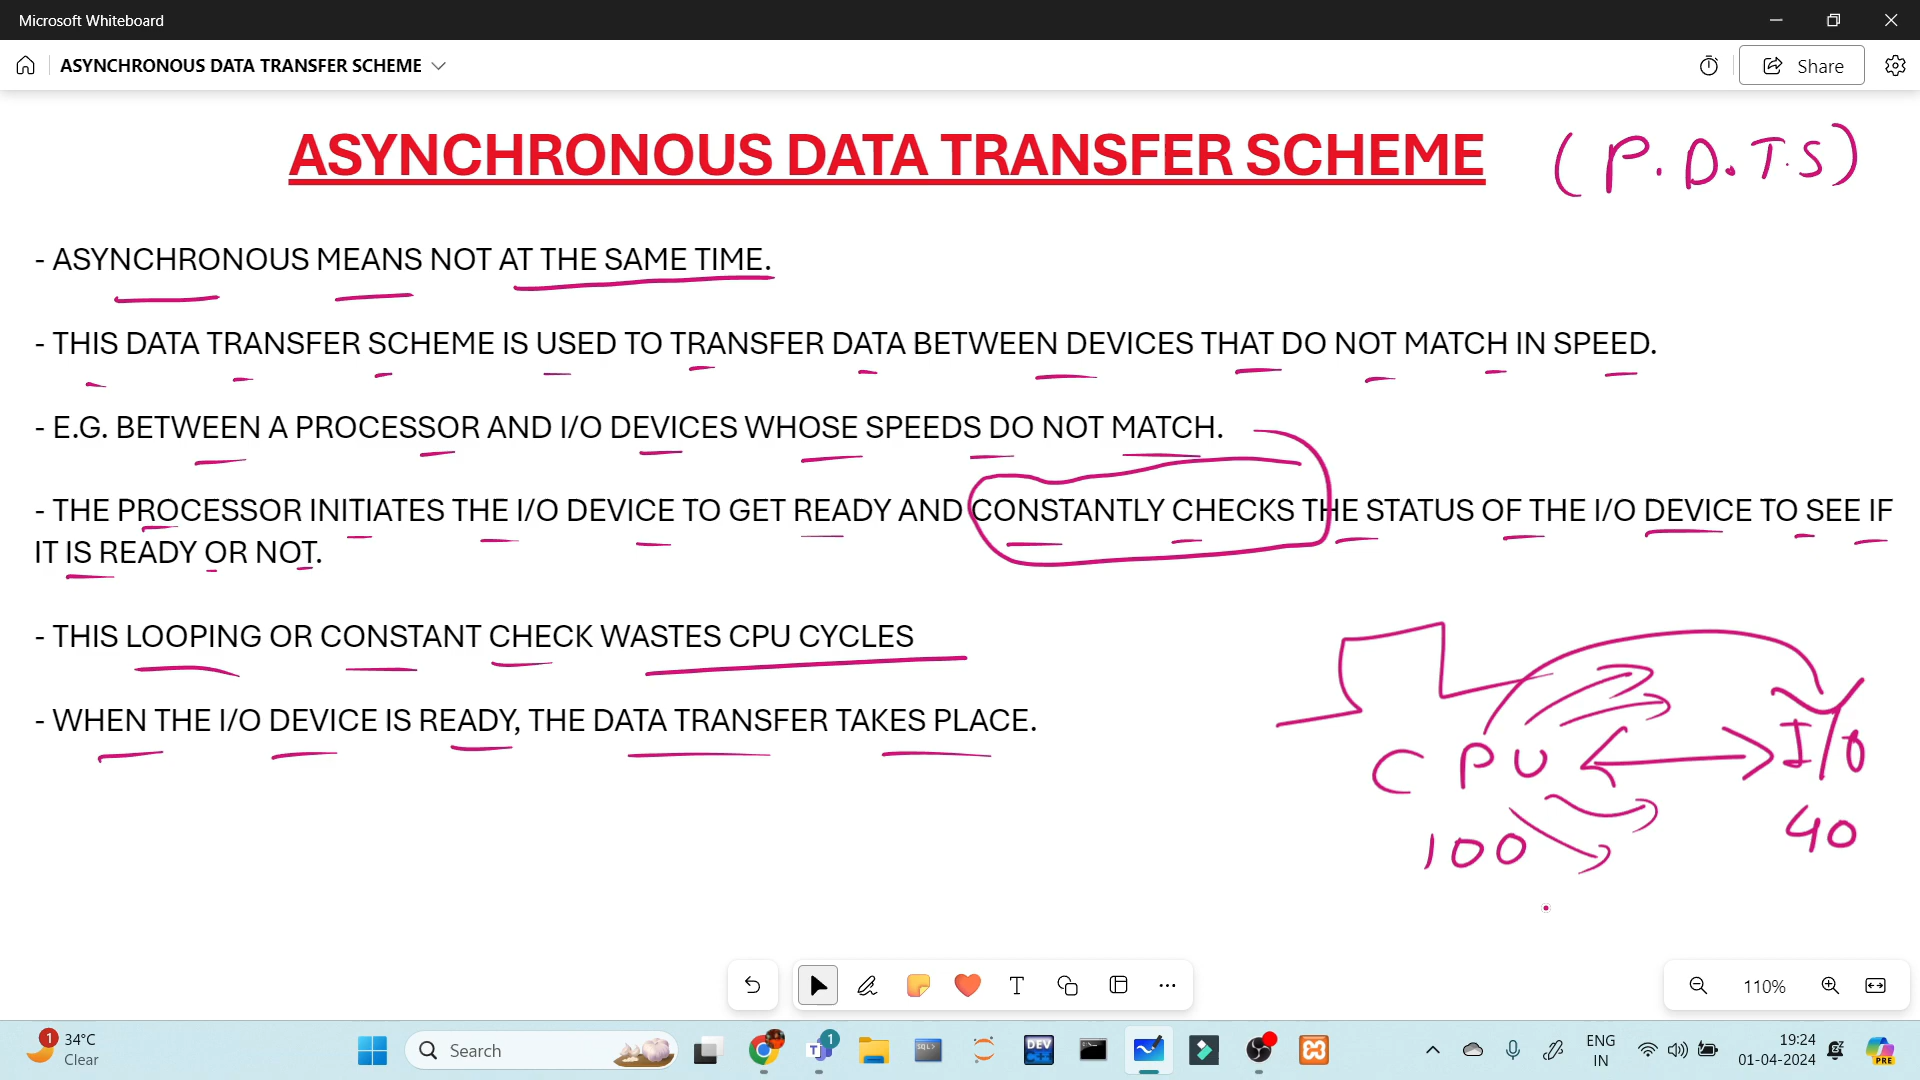 Microsoft Whiteboard
ASYNCHRONOUS DATA TRANSFER SCHEME
Share
ASYNCHRONOUS DATA TRANSFER SCHEME (P.D.T.S)
- ASYNCHRONOUS MEANS NOT AT THE SAME TIME.
- THIS DATA TRANSFER SCHEME IS USED TO TRANSFER DATA BETWEEN DEVICES THAT DO NOT MATCH IN SPEED.
- E.G. BETWEEN A PROCESSOR AND I/O DEVICES WHOSE SPEEDS DO NOT MATCH.
- THE PROCESSOR INITIATES THE I/O DEVICE TO GET READY AND CONSTANTLY CHECKS THE STATUS OF THE I/O DEVICE TO SEE IF
IT IS READY OR NOT.
- THIS LOOPING OR CONSTANT CHECK WASTES CPU CYCLES
- WHEN THE I/O DEVICE IS READY, THE DATA TRANSFER TAKES PLACE.
CPU I/O
100 40
T
110%
1 34°C
Clear
Search
1
SQL>
DEV
C++
ENG
IN
19:24
01-04-2024
PRE